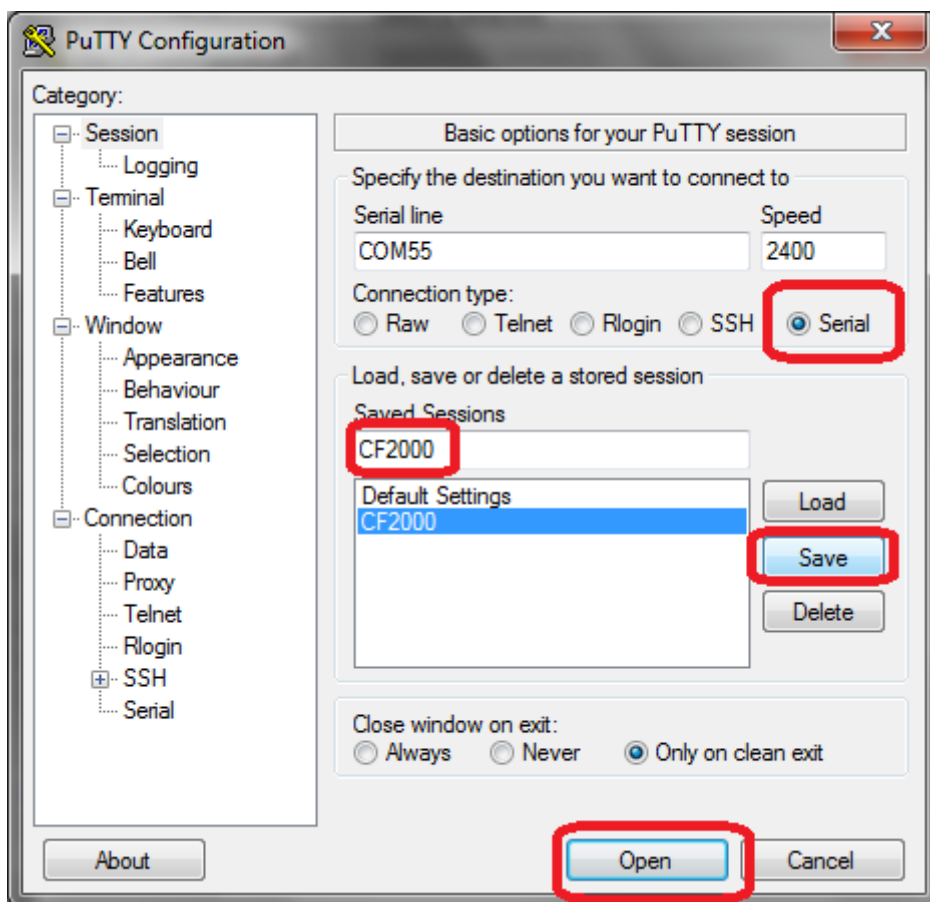 PuTTY Configuration
Category:
Session
Logging
Terminal
Keyboard
Bell
Features
Window
Appearance
Behaviour
Translation
Selection
Colours
Connection
Data
Proxy
Telnet
Rlogin
SSH
Serial
Basic options for your PuTTY session
Specify the destination you want to connect to
Serial line Speed
COM55 2400
Connection type:
Raw Telnet Rlogin SSH Serial
Load, save or delete a stored session
Saved Sessions
CF2000
Default Settings
CF2000
Load
Save
Delete
Close window on exit:
Always Never Only on clean exit
About Open Cancel